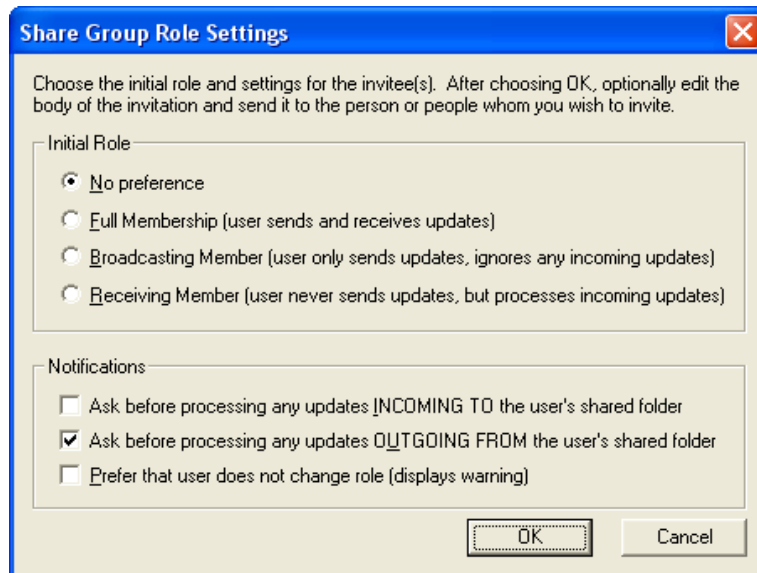 Share Group Role Settings
Choose the initial role and settings for the invitee(s).  After choosing OK, optionally edit the
body of the invitation and send it to the person or people whom you wish to invite.
Initial Role
No preference
Full Membership (user sends and receives updates)
Broadcasting Member (user only sends updates, ignores any incoming updates)
Receiving Member (user never sends updates, but processes incoming updates)
Notifications
Ask before processing any updates INCOMING TO the user's shared folder
Ask before processing any updates OUTGOING FROM the user's shared folder
Prefer that user does not change role (displays warning)
OK
Cancel